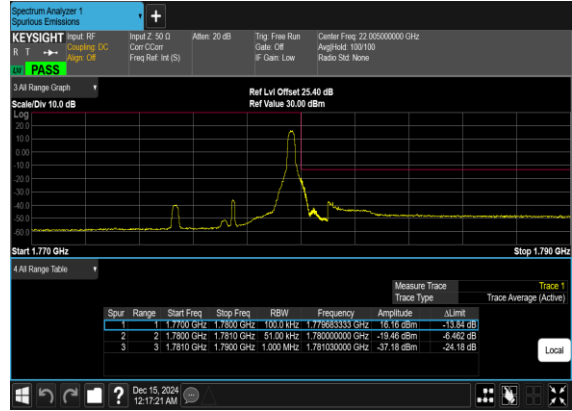 Spectrum Analyzer 1
Spurious Emissions
+
KEYSIGHT Input: RF Input Z: 50 Ω Atten: 20 dB Trig: Free Run Center Freq: 22.005000000 GHz
R T Coupling: DC Corr CCorr Gate: Off Avg|Hold: 100/100
Align: Off Freq Ref: Int (S) IF Gain: Low Radio Std: None
PASS
3 All Range Graph
Ref Lvl Offset 25.40 dB
Scale/Div 10.0 dB Ref Value 30.00 dBm
Log
20.0
10.0
0.00
-10.0
-20.0
-30.0
-40.0
-50.0
-60.0
Start 1.770 GHz Stop 1.790 GHz
4 All Range Table
Measure Trace Trace 1
Trace Type Trace Average (Active)
Spur Range Start Freq Stop Freq RBW Frequency Amplitude ΔLimit
1 1 1.7700 GHz 1.7800 GHz 100.0 kHz 1.779683333 GHz 16.16 dBm -13.84 dB
2 2 1.7800 GHz 1.7810 GHz 51.00 kHz 1.780000000 GHz -19.46 dBm -6.462 dB
3 3 1.7810 GHz 1.7900 GHz 1.000 MHz 1.781030000 GHz -37.18 dBm -24.18 dB
Local
? Dec 15, 2024
12:17:21 AM